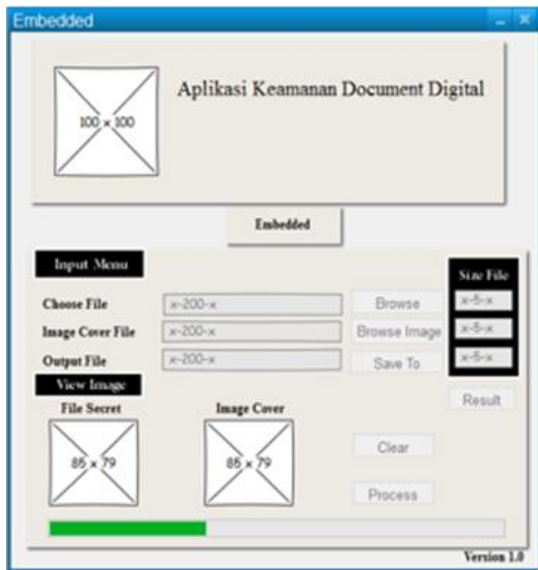 Embedded
Aplikasi Keamanan Document Digital
100 x 100
Embedded
Input Menu
Size File
Choose File x-200-x Browse x-5-x
Image Cover File x-200-x Browse Image x-5-x
Output File x-200-x Save To x-5-x
View Image
Result
File Secret Image Cover
85 x 79 85 x 79
Clear
Process
Version 1.0